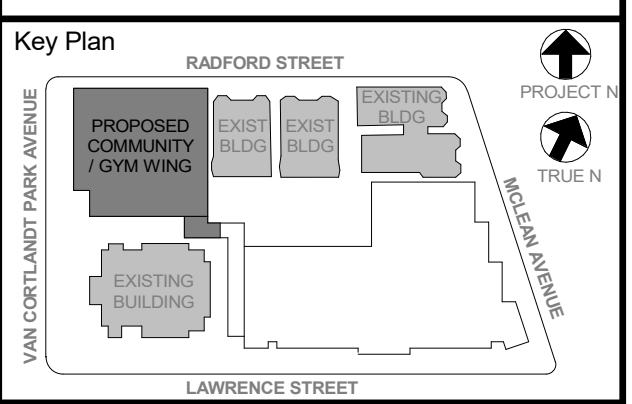 Key Plan
RADFORD STREET
PROJECT N
TRUE N
VAN CORTLANDT PARK AVENUE
PROPOSED
COMMUNITY
/ GYM WING
EXIST
BLDG
EXIST
BLDG
EXISTING
BLDG
MCLEAN AVENUE
EXISTING
BUILDING
LAWRENCE STREET